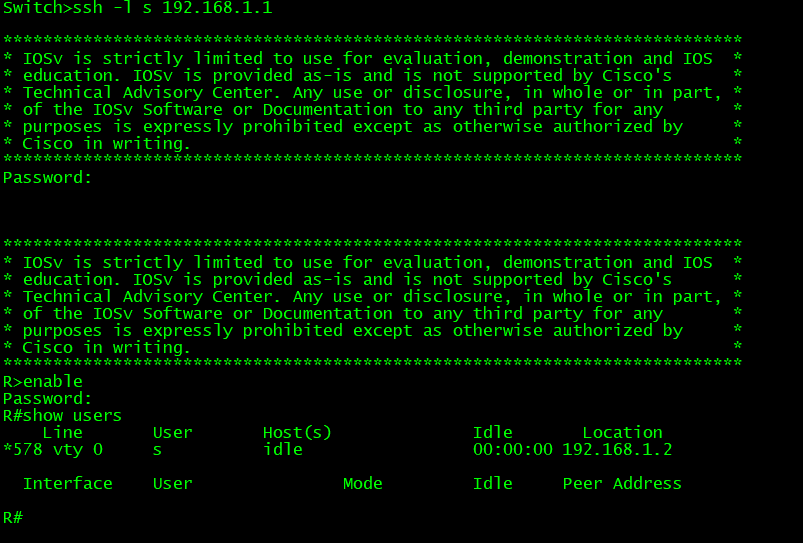 Switch>ssh -l s 192.168.1.1
**************************************************************************
* IOSv is strictly limited to use for evaluation, demonstration and IOS  *
* education. IOSv is provided as-is and is not supported by Cisco's      *
* Technical Advisory Center. Any use or disclosure, in whole or in part, *
* of the IOSv Software or Documentation to any third party for any       *
* purposes is expressly prohibited except as otherwise authorized by     *
* Cisco in writing.                                                      *
**************************************************************************
Password:
**************************************************************************
* IOSv is strictly limited to use for evaluation, demonstration and IOS  *
* education. IOSv is provided as-is and is not supported by Cisco's      *
* Technical Advisory Center. Any use or disclosure, in whole or in part, *
* of the IOSv Software or Documentation to any third party for any       *
* purposes is expressly prohibited except as otherwise authorized by     *
* Cisco in writing.                                                      *
**************************************************************************
R>enable
Password:
R#show users
    Line       User       Host(s)              Idle       Location
*578 vty 0     s          idle                 00:00:00 192.168.1.2
  Interface    User               Mode         Idle     Peer Address
R#